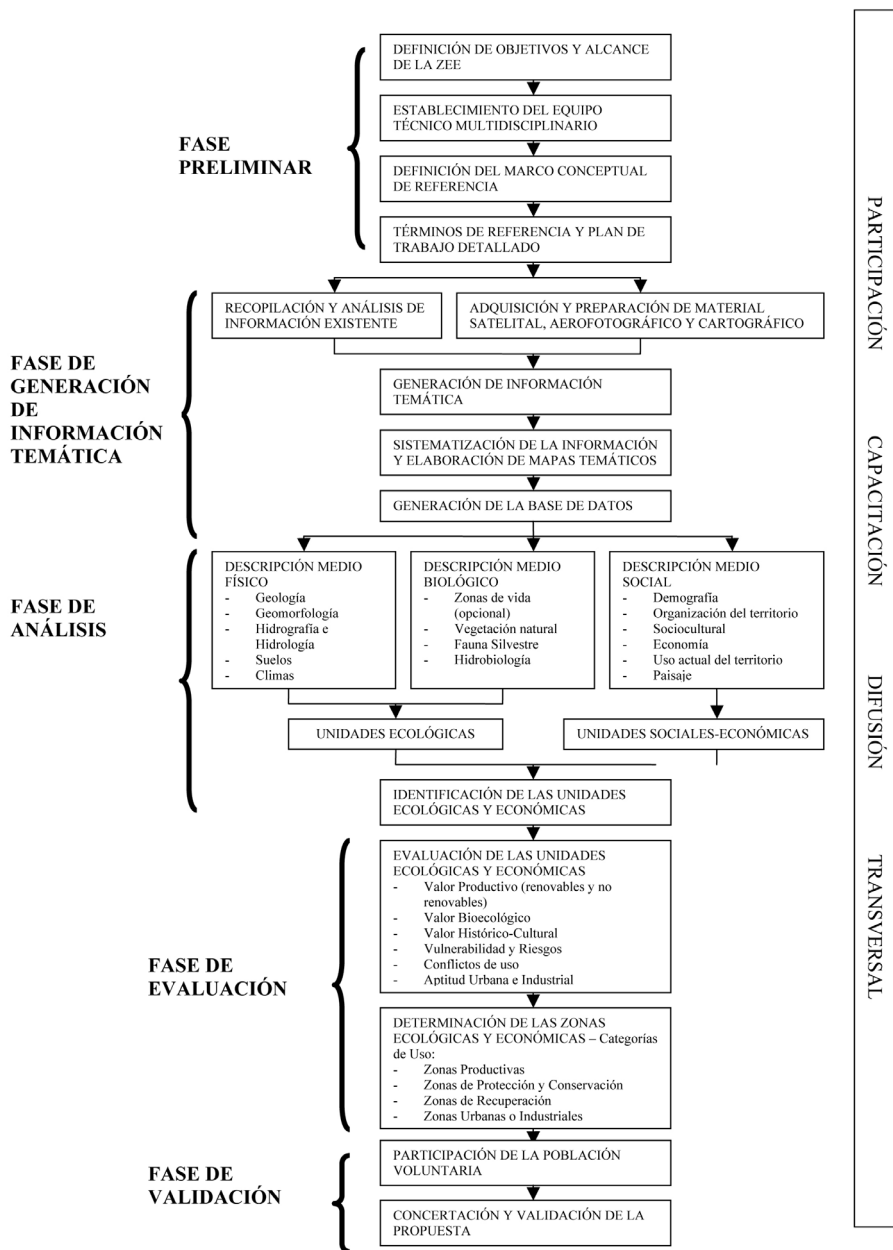 DEFINICIÓN DE OBJETIVOS Y ALCANCE
DE LA ZEE
ESTABLECIMIENTO DEL EQUIPO
TÉCNICO MULTIDISCIPLINARIO
FASE
PRELIMINAR
DEFINICIÓN DEL MARCO CONCEPTUAL
DE REFERENCIA
TÉRMINOS DE REFERENCIA Y PLAN DE
TRABAJO DETALLADO
RECOPILACIÓN Y ANÁLISIS DE
INFORMACIÓN EXISTENTE
ADQUISICIÓN Y PREPARACIÓN DE MATERIAL
SATELITAL, AEROFOTOGRÁFICO Y CARTOGRÁFICO
FASE DE
GENERACIÓN
DE
INFORMACIÓN
TEMÁTICA
GENERACIÓN DE INFORMACIÓN
TEMÁTICA
SISTEMATIZACIÓN DE LA INFORMACIÓN
Y ELABORACIÓN DE MAPAS TEMÁTICOS
GENERACIÓN DE LA BASE DE DATOS
FASE DE
ANÁLISIS
DESCRIPCIÓN MEDIO
FÍSICO
- Geología
- Geomorfología
- Hidrografía e
Hidrología
- Suelos
- Climas
DESCRIPCIÓN MEDIO
BIOLÓGICO
- Zonas de vida
(opcional)
- Vegetación natural
- Fauna Silvestre
- Hidrobiología
DESCRIPCIÓN MEDIO
SOCIAL
- Demografía
- Organización del territorio
- Sociocultural
- Economía
- Uso actual del territorio
- Paisaje
UNIDADES ECOLÓGICAS
UNIDADES SOCIALES-ECONÓMICAS
IDENTIFICACIÓN DE LAS UNIDADES
ECOLÓGICAS Y ECONÓMICAS
FASE DE
EVALUACIÓN
EVALUACIÓN DE LAS UNIDADES
ECOLÓGICAS Y ECONÓMICAS
- Valor Productivo (renovables y no
renovables)
- Valor Bioecológico
- Valor Histórico-Cultural
- Vulnerabilidad y Riesgos
- Conflictos de uso
- Aptitud Urbana e Industrial
DETERMINACIÓN DE LAS ZONAS
ECOLÓGICAS Y ECONÓMICAS – Categorías
de Uso:
- Zonas Productivas
- Zonas de Protección y Conservación
- Zonas de Recuperación
- Zonas Urbanas o Industriales
FASE DE
VALIDACIÓN
PARTICIPACIÓN DE LA POBLACIÓN
VOLUNTARIA
CONCERTACIÓN Y VALIDACIÓN DE LA
PROPUESTA
PARTICIPACIÓN CAPACITACIÓN DIFUSIÓN TRANSVERSAL